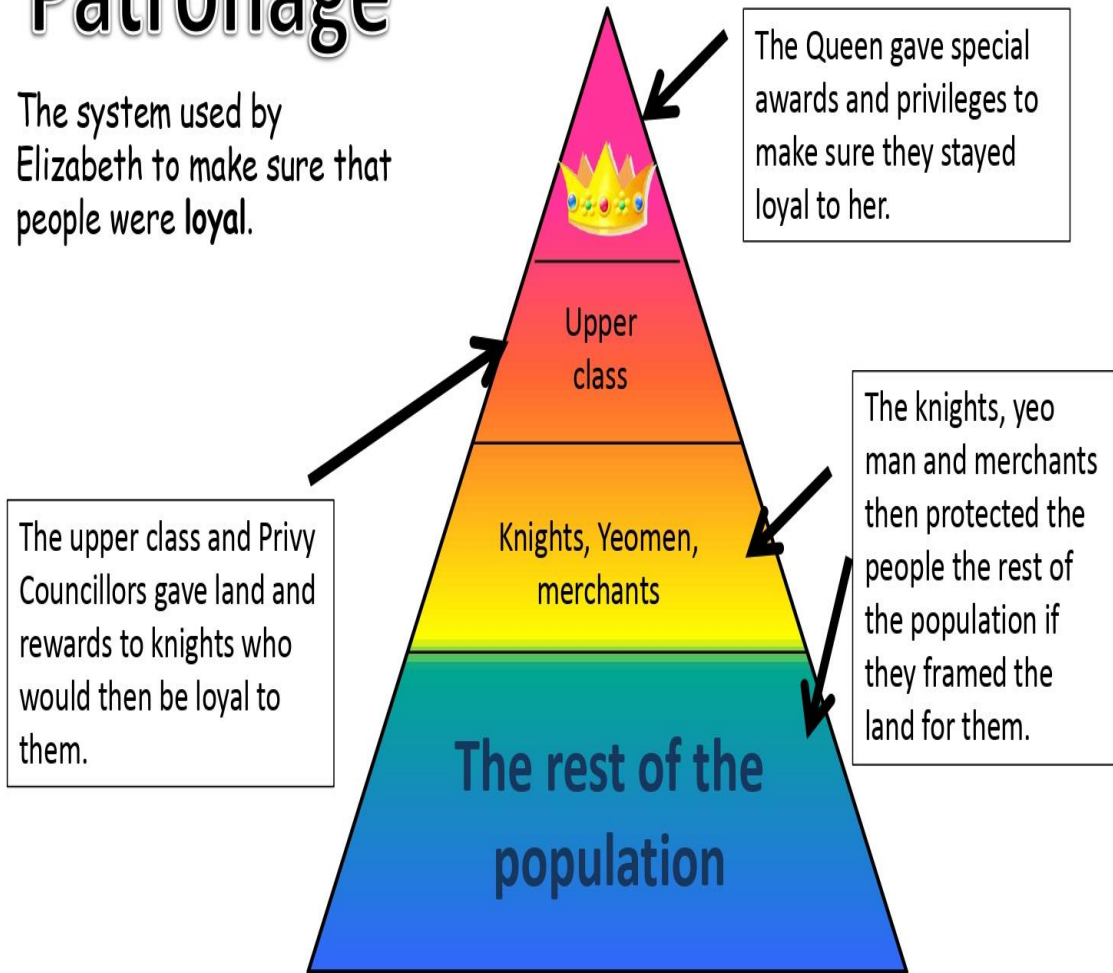 Patronage
The system used by
Elizabeth to make sure that
people were loyal.
The Queen gave special
awards and privileges to
make sure they stayed
loyal to her.
Upper
class
The upper class and Privy
Councillors gave land and
rewards to knights who
would then be loyal to
them.
Knights, Yeomen,
merchants
The knights, yeo
man and merchants
then protected the
people the rest of
the population if
they framed the
land for them.
The rest of the
population